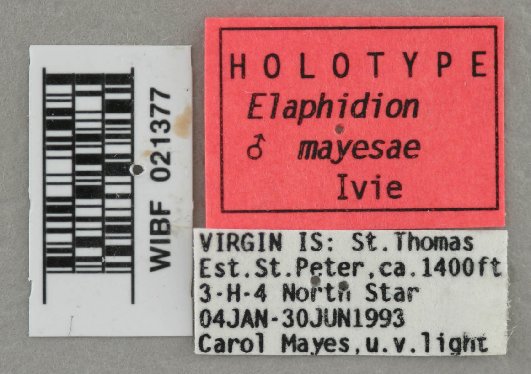 WIBF 021377
HOLOTYPE
Elaphidion
♂ mayesae
Ivie
VIRGIN IS: St.Thomas
Est.St.Peter,ca.1400ft
3-H-4 North Star
04JAN-30JUN1993
Carol Mayes,u.v.light